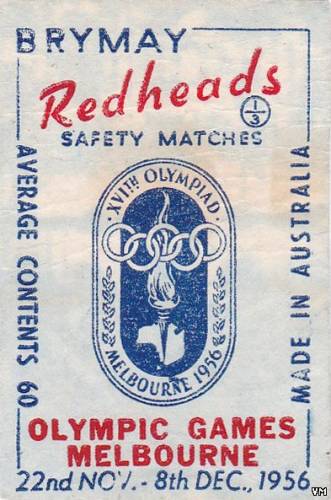 BRYMAY
Redheads
1/3
SAFETY MATCHES
AVERAGE CONTENTS 60
XVITH OLYMPIAD
MELBOURNE 1956
MADE IN AUSTRALIA
OLYMPIC GAMES
MELBOURNE
22nd NOV. - 8th DEC., 1956
VM